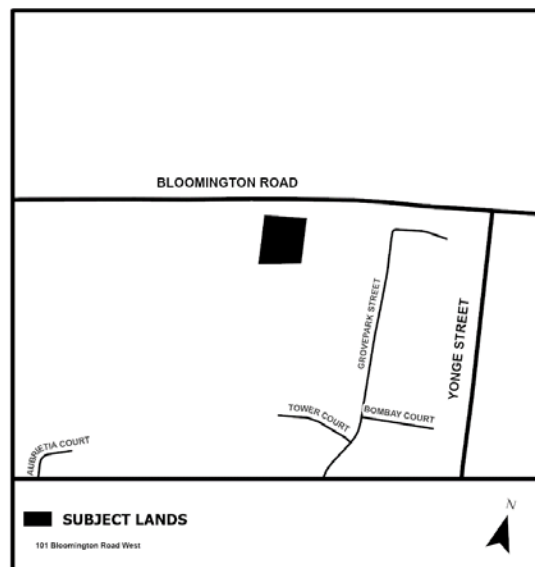 BLOOMINGTON ROAD
GROVEPARK STREET
YONGE STREET
TOWER COURT
BOMBAY COURT
AUBRIETIA COURT
SUBJECT LANDS
101 Bloomington Road West
N